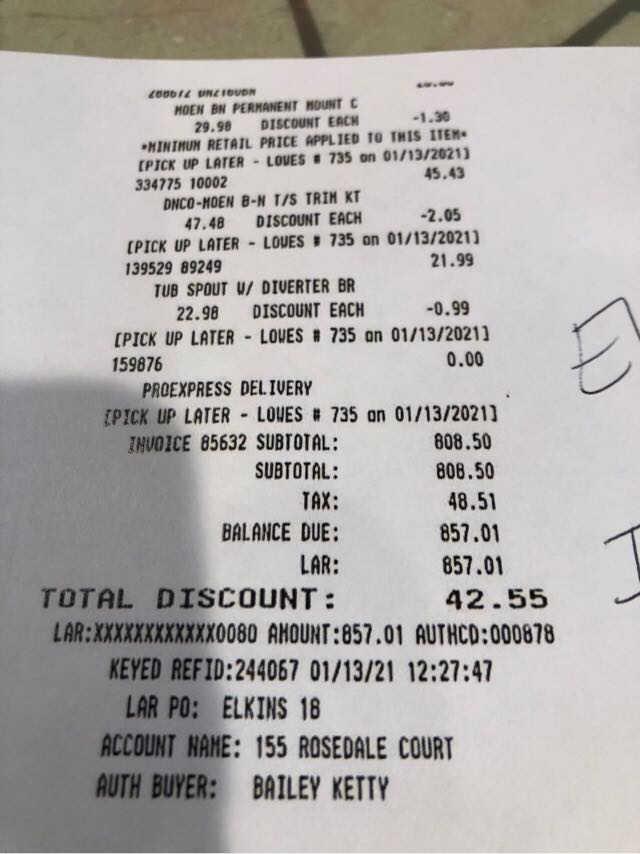 MOEN BN PERMANENT MOUNT C
29.98 DISCOUNT EACH -1.30
*MINIMUM RETAIL PRICE APPLIED TO THIS ITEM*
[PICK UP LATER - LOWES # 735 on 01/13/2021]
334775 10002 45.43
DNCO-MOEN B-N T/S TRIM KT
47.48 DISCOUNT EACH -2.05
[PICK UP LATER - LOWES # 735 on 01/13/2021]
139529 89249 21.99
TUB SPOUT W/ DIVERTER BR
22.98 DISCOUNT EACH -0.99
[PICK UP LATER - LOWES # 735 on 01/13/2021]
159876 0.00
PROEXPRESS DELIVERY
[PICK UP LATER - LOWES # 735 on 01/13/2021]
INVOICE 85632 SUBTOTAL: 808.50
SUBTOTAL: 808.50
TAX: 48.51
BALANCE DUE: 857.01
LAR: 857.01
TOTAL DISCOUNT: 42.55
LAR:XXXXXXXXXXXX0080 AMOUNT:857.01 AUTHCD:000878
KEYED REFID:244067 01/13/21 12:27:47
LAR PO: ELKINS 18
ACCOUNT NAME: 155 ROSEDALE COURT
AUTH BUYER: BAILEY KETTY